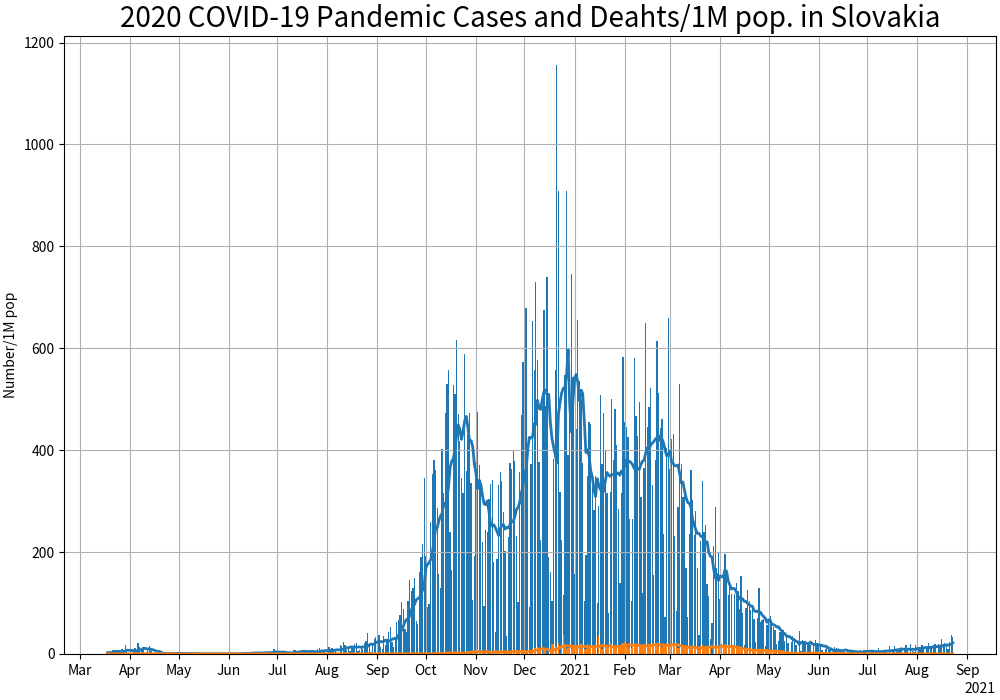 2020 COVID-19 Pandemic Cases and Deahts/1M pop. in Slovakia
Number/1M pop
1200
1000
800
600
400
200
0
Mar Apr May Jun Jul Aug Sep Oct Nov Dec 2021 Feb Mar Apr May Jun Jul Aug Sep
2021